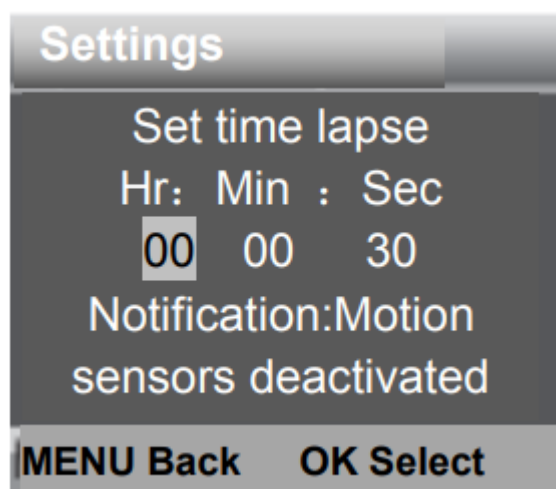 Settings
Set time lapse
Hr： Min ： Sec
00 00 30
Notification:Motion
sensors deactivated
MENU Back OK Select